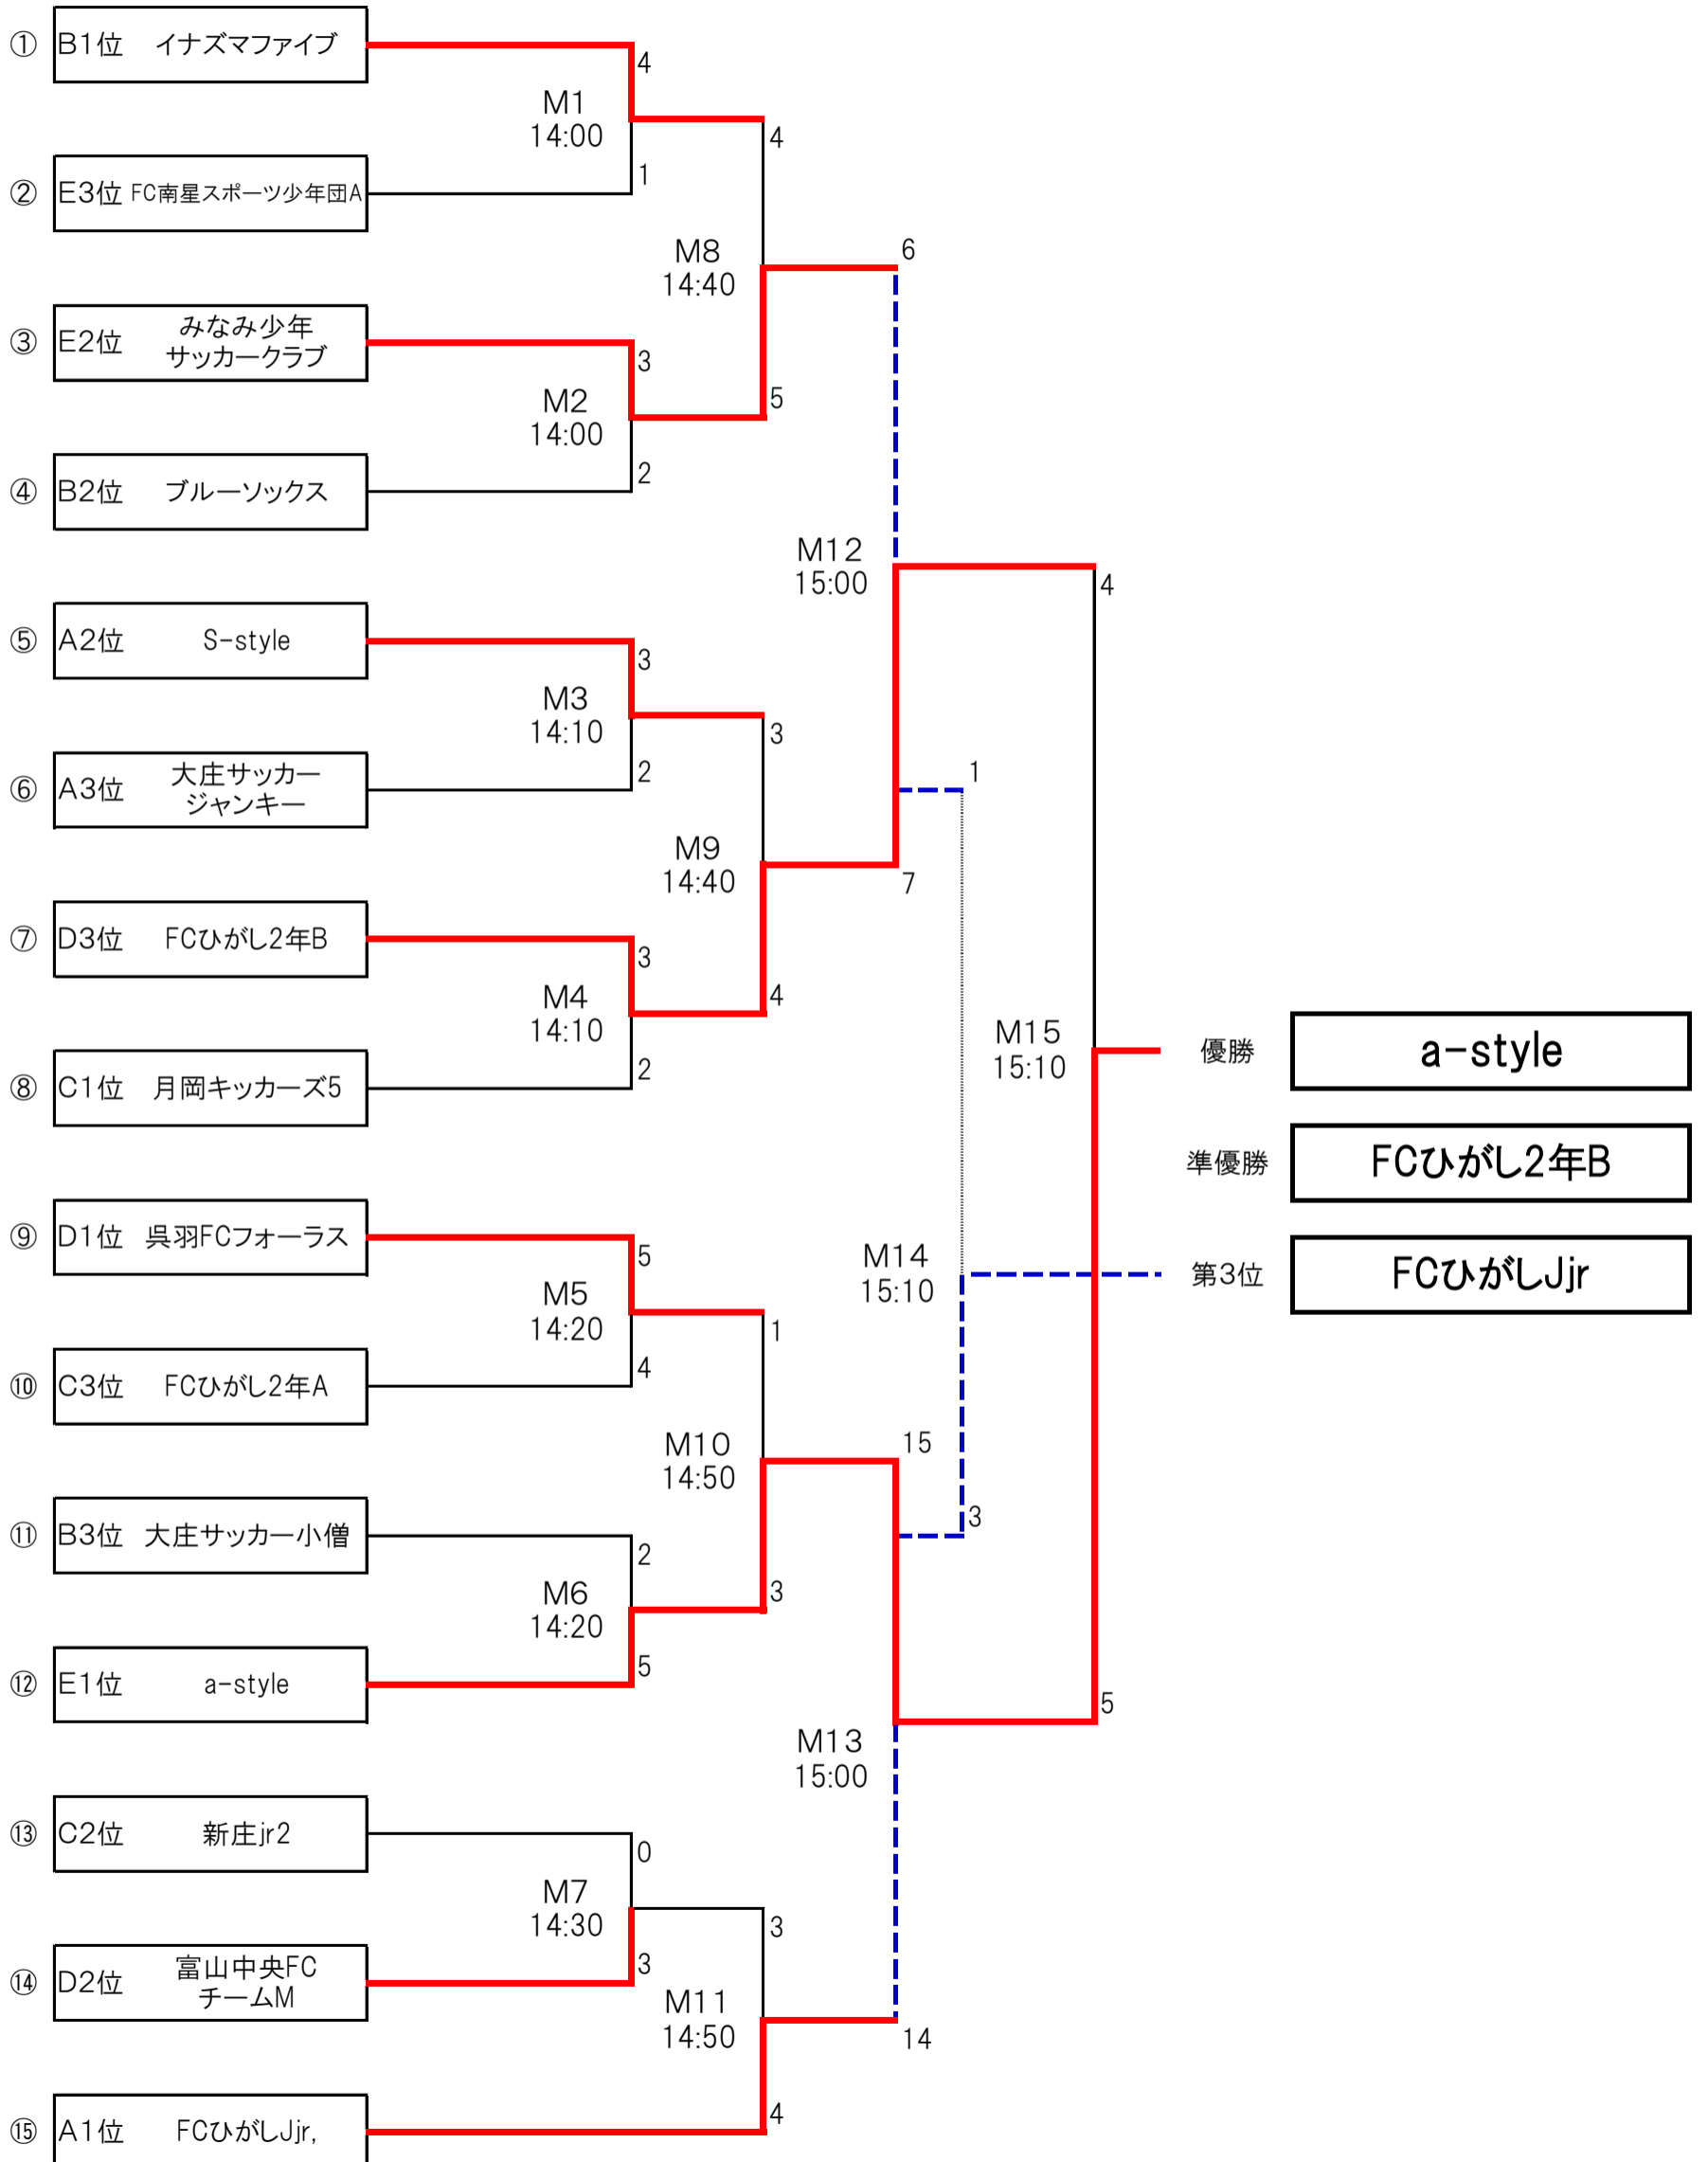 ① B1位 イナズマファイブ
4
M1
14:00
4
1
② E3位 FC南星スポーツ少年団A
M8
14:40
6
③ E2位 みなみ少年
サッカークラブ
3
M2
14:00
5
2
④ B2位 ブルーソックス
M12
15:00
4
⑤ A2位 S-style
3
M3
14:10
3
2
1
⑥ A3位 大庄サッカー
ジャンキー
M9
14:40
7
⑦ D3位 FCひがし2年B
3
M4
14:10
4
2
⑧ C1位 月岡キッカーズ5
M15
15:10
優勝 a-style
準優勝 FCひがし2年B
⑨ D1位 呉羽FCフォーラス
5
M14
15:10
第3位 FCひがしJjr
M5
14:20
1
4
⑩ C3位 FCひがし2年A
M10
14:50
15
3
⑪ B3位 大庄サッカー小僧
2
M6
14:20
3
5
⑫ E1位 a-style
5
M13
15:00
⑬ C2位 新庄jr2
0
M7
14:30
3
3
⑭ D2位 富山中央FC
チームM
M11
14:50
14
4
⑮ A1位 FCひがしJjr,